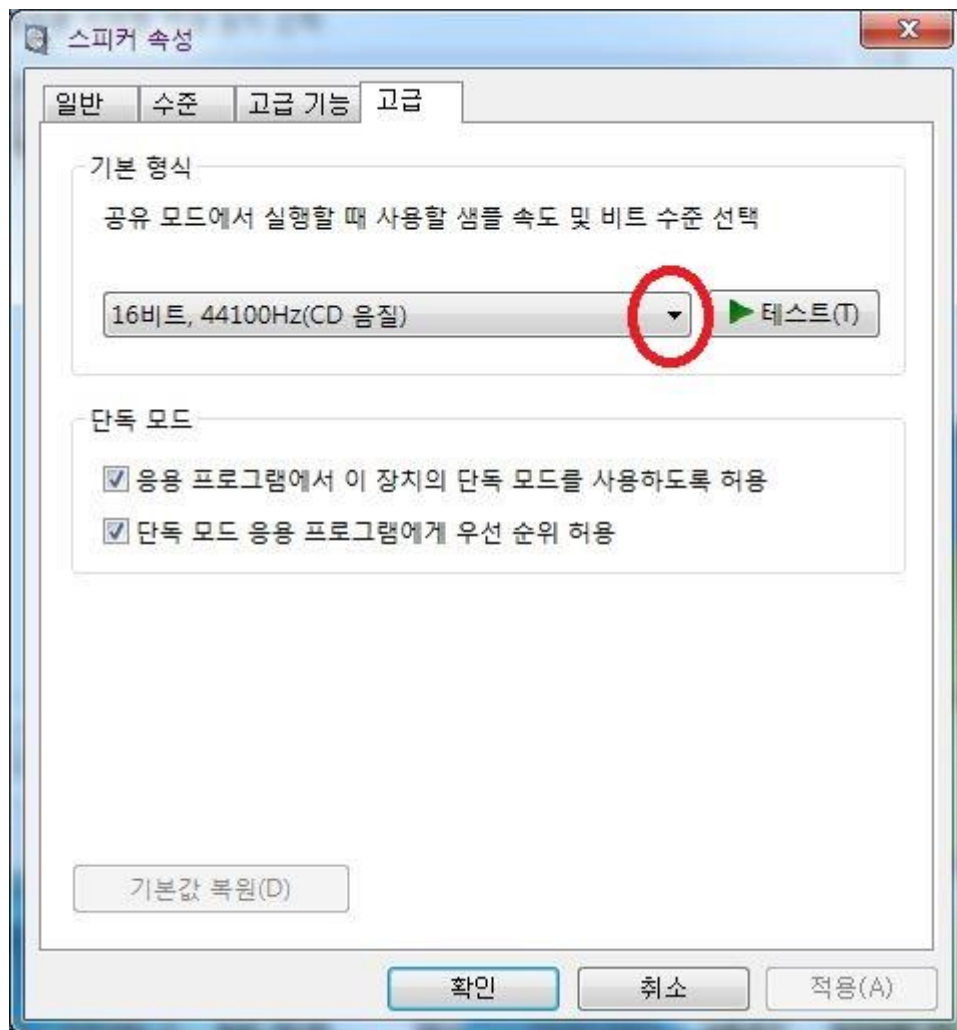 스피커 속성
일반 수준 고급 기능 고급
기본 형식
공유 모드에서 실행할 때 사용할 샘플 속도 및 비트 수준 선택
16비트, 44100Hz(CD 음질) 테스트(T)
단독 모드
응용 프로그램에서 이 장치의 단독 모드를 사용하도록 허용
단독 모드 응용 프로그램에게 우선 순위 허용
기본값 복원(D)
확인 취소 적용(A)